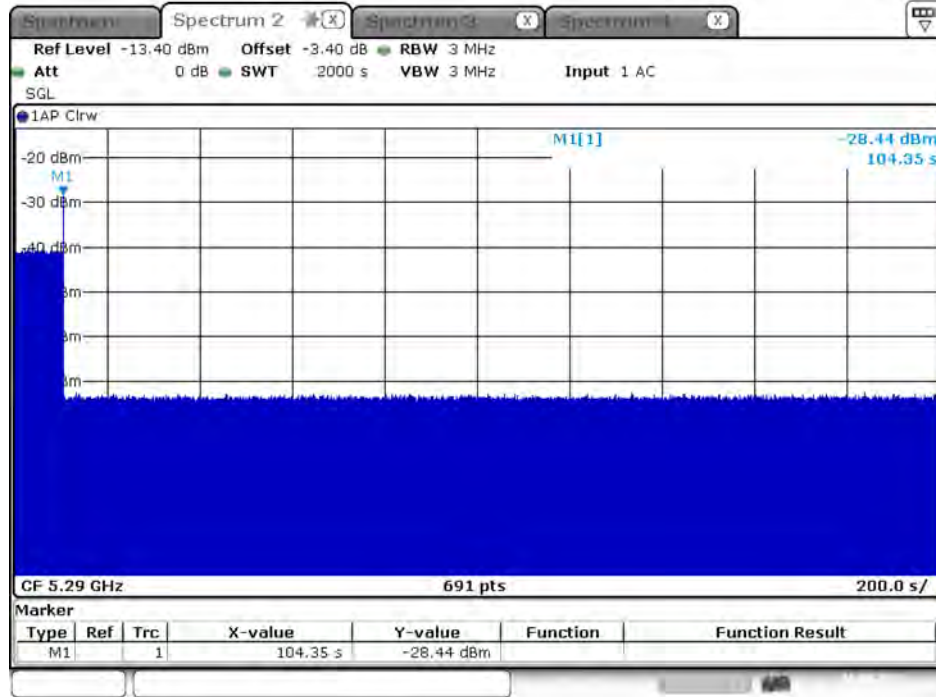 Spectrum 2 X
Spectrum 3 X
X
Ref Level -13.40 dBm Offset -3.40 dB RBW 3 MHz
Att 0 dB SWT 2000 s VBW 3 MHz Input 1 AC
SGL
1AP Clrw
M1[1] -28.44 dBm
104.35 s
-20 dBm
M1
-30 dBm
-40 dBm
CF 5.29 GHz 691 pts 200.0 s/
Marker
Type Ref Trc X-value Y-value Function Function Result
M1 1 104.35 s -28.44 dBm